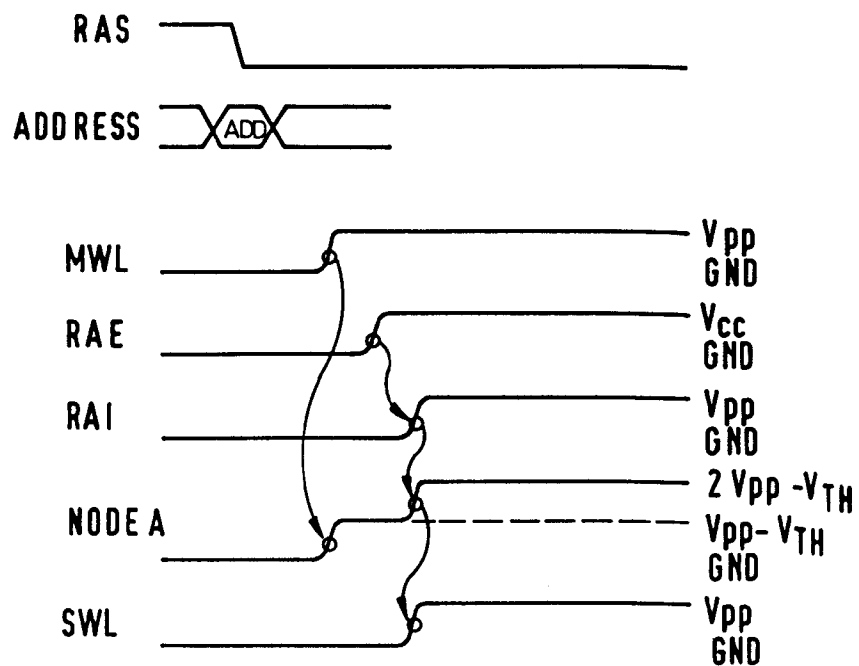 RAS
ADDRESS ADD
MWL Vpp
GND
RAE Vcc
GND
RAI Vpp
GND
NODE A 2 Vpp -VTH
Vpp-VTH
GND
SWL Vpp
GND